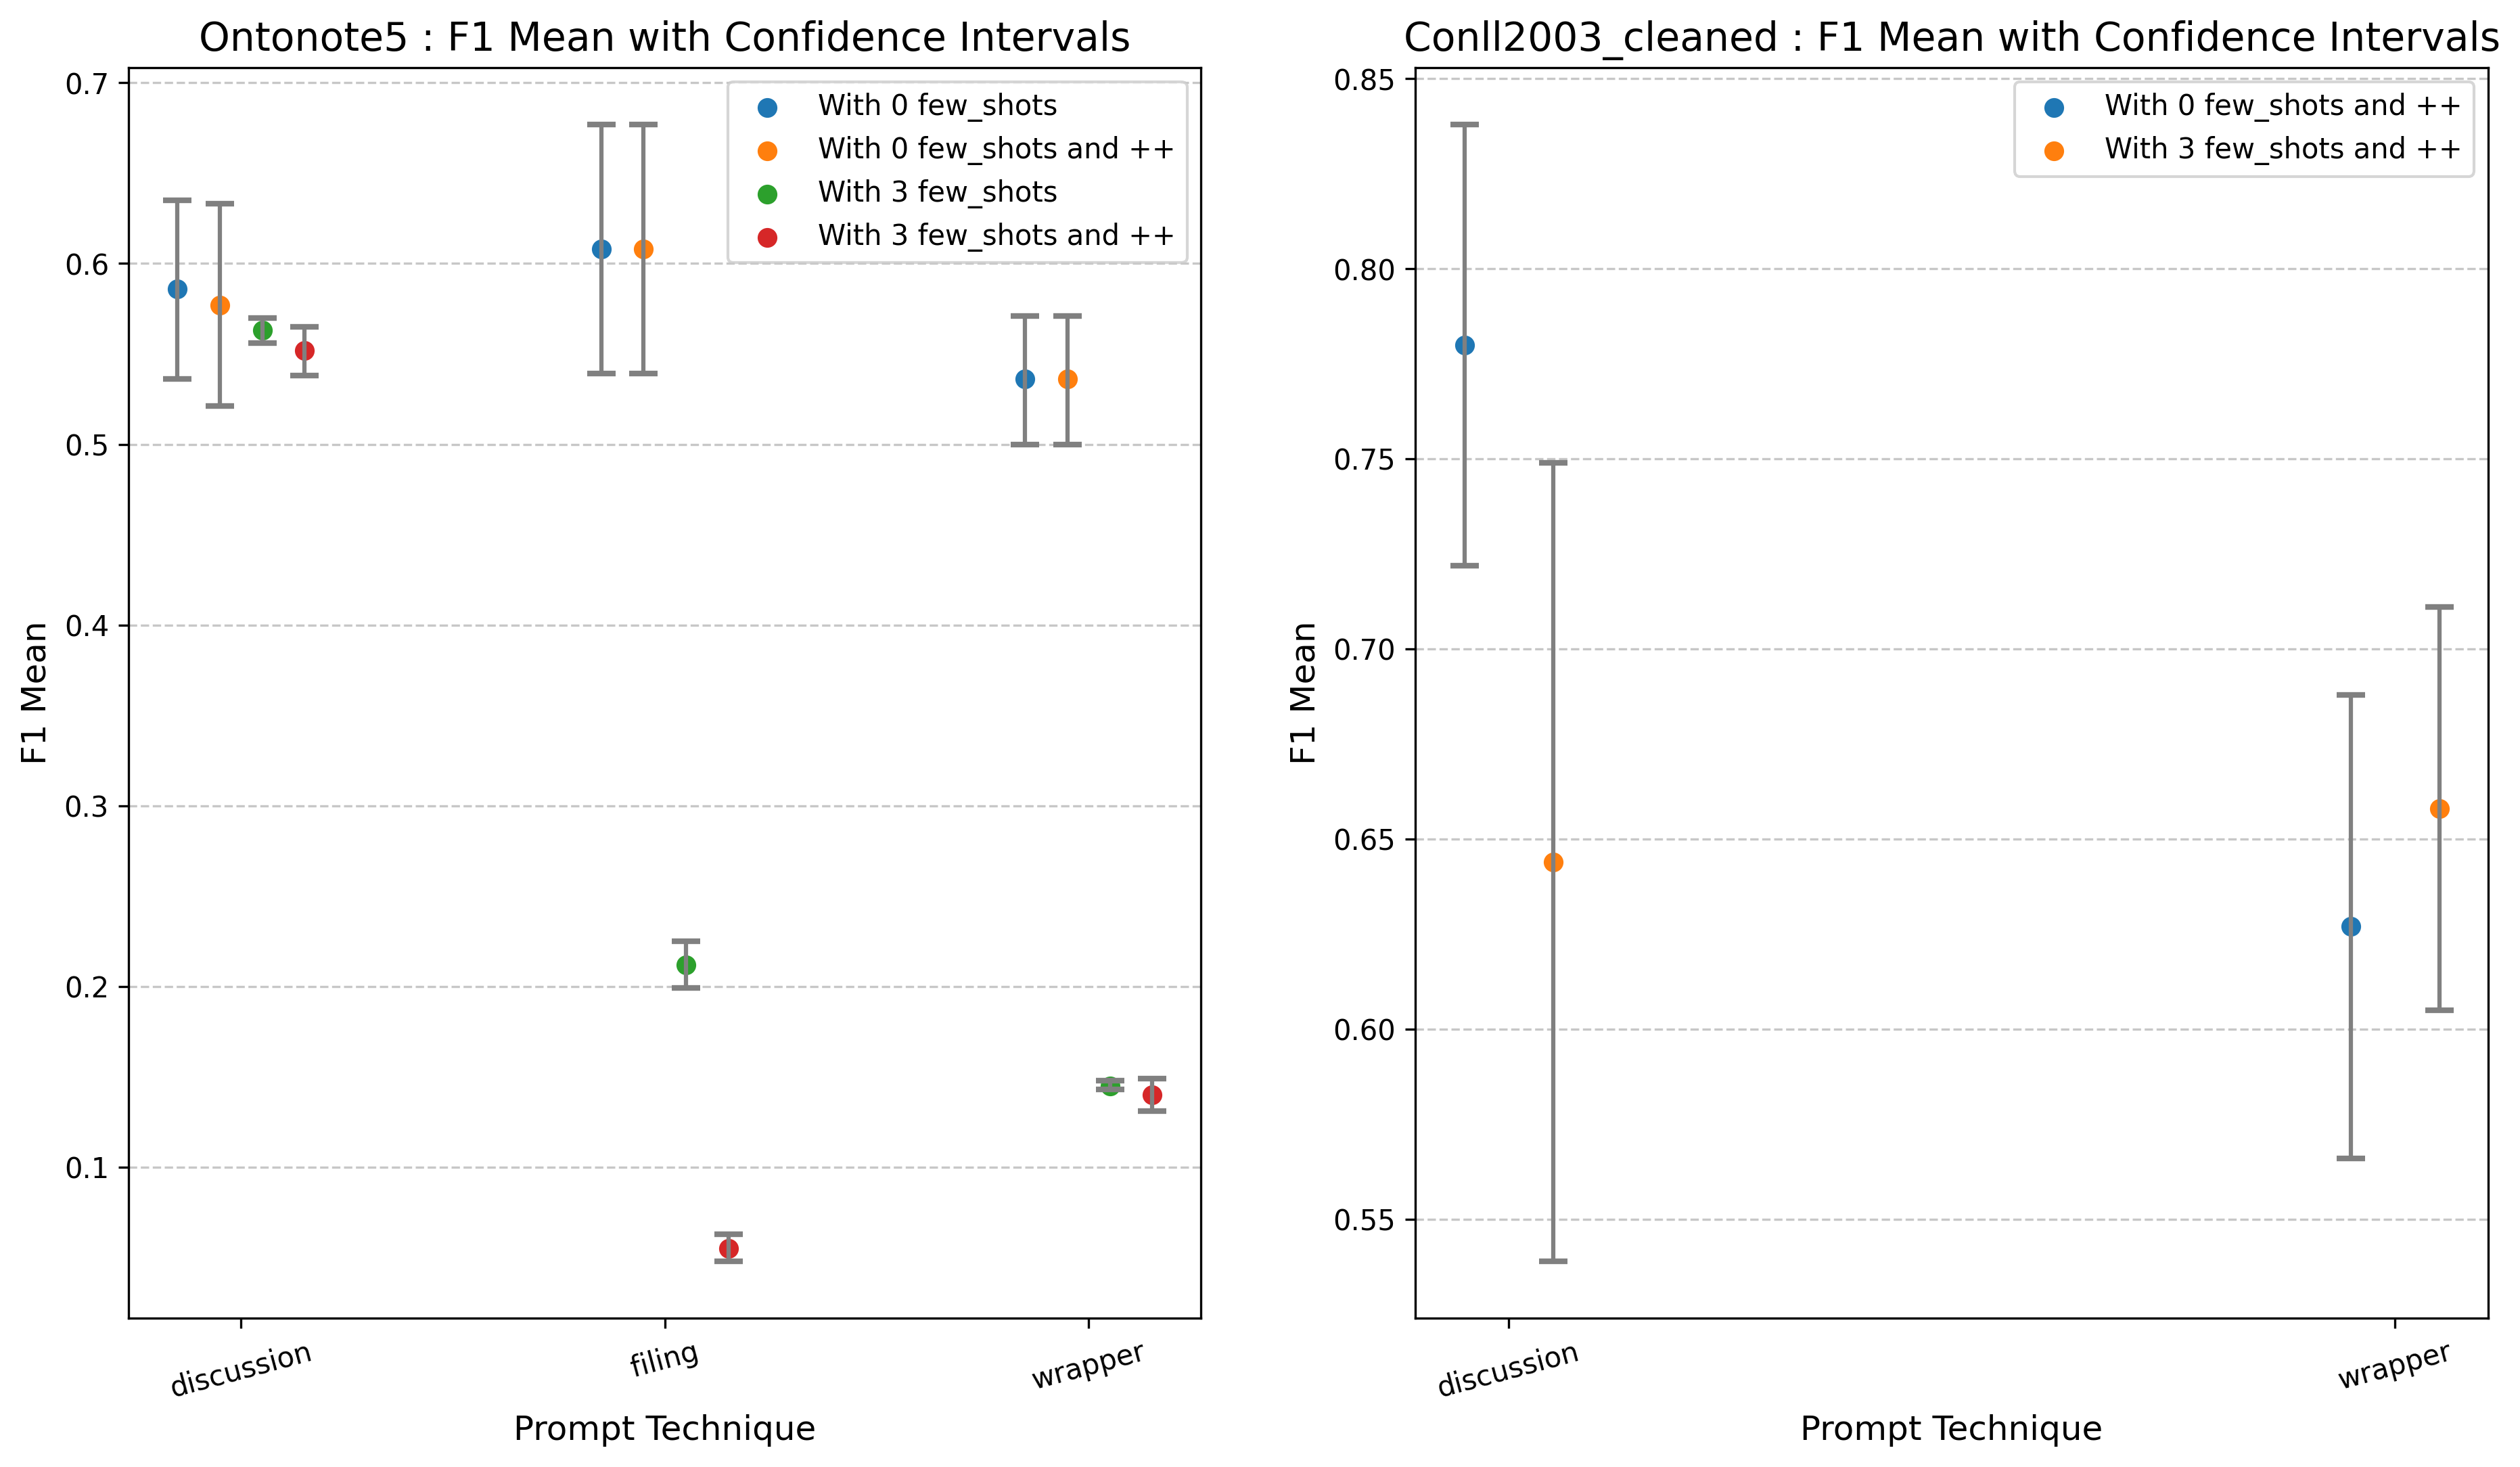 Ontonote5 : F1 Mean with Confidence Intervals
With 0 few_shots
With 0 few_shots and ++
With 3 few_shots
With 3 few_shots and ++
0.7
0.6
0.5
0.4
0.3
0.2
0.1
F1 Mean
discussion
filing
wrapper
Prompt Technique
Conll2003_cleaned : F1 Mean with Confidence Intervals
With 0 few_shots and ++
With 3 few_shots and ++
0.85
0.80
0.75
0.70
0.65
0.60
0.55
F1 Mean
discussion
wrapper
Prompt Technique